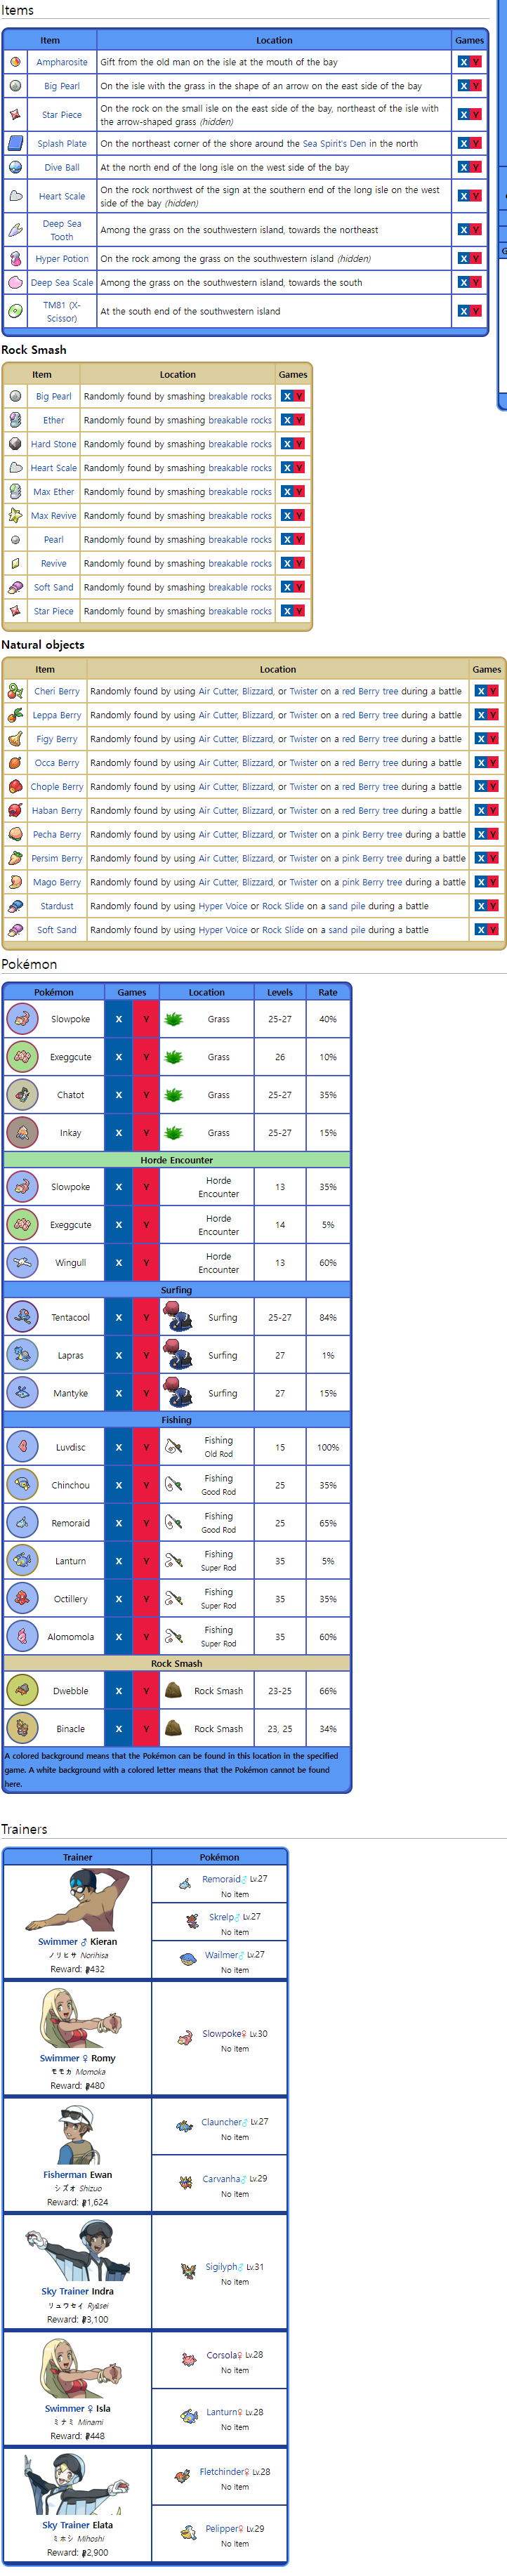 Items
Item Location Games
Ampharosite Gift from the old man on the isle at the mouth of the bay X Y
Big Pearl On the isle with the grass in the shape of an arrow on the east side of the bay X Y
Star Piece On the rock on the small isle on the east side of the bay, northeast of the isle with
the arrow-shaped grass (hidden) X Y
Splash Plate On the northeast corner of the shore around the Sea Spirit's Den in the north X Y
Dive Ball At the north end of the long isle on the west side of the bay X Y
Heart Scale On the rock northwest of the sign at the southern end of the long isle on the west
side of the bay (hidden) X Y
Deep Sea
Tooth Among the grass on the southwestern island, towards the northeast X Y
Hyper Potion On the rock among the grass on the southwestern island (hidden) X Y
Deep Sea Scale Among the grass on the southwestern island, towards the south X Y
TM81 (X-
Scissor) At the south end of the southwestern island X Y
Rock Smash
Item Location Games
Big Pearl Randomly found by smashing breakable rocks X Y
Ether Randomly found by smashing breakable rocks X Y
Hard Stone Randomly found by smashing breakable rocks X Y
Heart Scale Randomly found by smashing breakable rocks X Y
Max Ether Randomly found by smashing breakable rocks X Y
Max Revive Randomly found by smashing breakable rocks X Y
Pearl Randomly found by smashing breakable rocks X Y
Revive Randomly found by smashing breakable rocks X Y
Soft Sand Randomly found by smashing breakable rocks X Y
Star Piece Randomly found by smashing breakable rocks X Y
Natural objects
Item Location Games
Cheri Berry Randomly found by using Air Cutter, Blizzard, or Twister on a red Berry tree during a battle X Y
Leppa Berry Randomly found by using Air Cutter, Blizzard, or Twister on a red Berry tree during a battle X Y
Figy Berry Randomly found by using Air Cutter, Blizzard, or Twister on a red Berry tree during a battle X Y
Occa Berry Randomly found by using Air Cutter, Blizzard, or Twister on a red Berry tree during a battle X Y
Chople Berry Randomly found by using Air Cutter, Blizzard, or Twister on a red Berry tree during a battle X Y
Haban Berry Randomly found by using Air Cutter, Blizzard, or Twister on a red Berry tree during a battle X Y
Pecha Berry Randomly found by using Air Cutter, Blizzard, or Twister on a pink Berry tree during a battle X Y
Persim Berry Randomly found by using Air Cutter, Blizzard, or Twister on a pink Berry tree during a battle X Y
Mago Berry Randomly found by using Air Cutter, Blizzard, or Twister on a pink Berry tree during a battle X Y
Stardust Randomly found by using Hyper Voice or Rock Slide on a sand pile during a battle X Y
Soft Sand Randomly found by using Hyper Voice or Rock Slide on a sand pile during a battle X Y
Pokémon
Pokémon Games Location Levels Rate
Slowpoke X Y Grass 25-27 40%
Exeggcute X Y Grass 26 10%
Chatot X Y Grass 25-27 35%
Inkay X Y Grass 25-27 15%
Horde Encounter
Slowpoke X Y Horde
Encounter 13 35%
Exeggcute X Y Horde
Encounter 14 5%
Wingull X Y Horde
Encounter 13 60%
Surfing
Tentacool X Y Surfing 25-27 84%
Lapras X Y Surfing 27 1%
Mantyke X Y Surfing 27 15%
Fishing
Luvdisc X Y Fishing
Old Rod 15 100%
Chinchou X Y Fishing
Good Rod 25 35%
Remoraid X Y Fishing
Good Rod 25 65%
Lanturn X Y Fishing
Super Rod 35 5%
Octillery X Y Fishing
Super Rod 35 35%
Alomomola X Y Fishing
Super Rod 35 60%
Rock Smash
Dwebble X Y Rock Smash 23-25 66%
Binacle X Y Rock Smash 23, 25 34%
A colored background means that the Pokémon can be found in this location in the specified
game. A white background with a colored letter means that the Pokémon cannot be found
here.
Trainers
Trainer Pokémon
Swimmer ♂ Kieran
ノリヒサ Norihisa
Reward: 432
Remoraid♂ Lv.27
No item
Skrelp♂ Lv.27
No item
Wailmer♂ Lv.27
No item
Swimmer ♀ Romy
モモカ Momoka
Reward: 480
Slowpoke♀ Lv.30
No item
Fisherman Ewan
シズオ Shizuo
Reward: 1,624
Clauncher♂ Lv.27
No item
Carvanha♂ Lv.29
No item
Sky Trainer Indra
リュウセイ Ryūsei
Reward: 3,100
Sigilyph♂ Lv.31
No item
Swimmer ♀ Isla
ミナミ Minami
Reward: 448
Corsola♀ Lv.28
No item
Lanturn♀ Lv.28
No item
Sky Trainer Elata
ミホシ Mihoshi
Reward: 2,900
Fletchinder♀ Lv.28
No item
Pelipper♀ Lv.29
No item